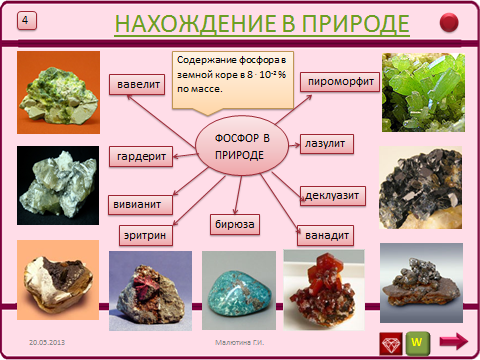 4
НАХОЖДЕНИЕ В ПРИРОДЕ
Содержание фосфора в
земной коре в 8 · 10-² %
по массе.
вавелит
пироморфит
ФОСФОР В
ПРИРОДЕ
гардерит
лазулит
вивианит
деклуазит
эритрин
бирюза
ванадит
20.05.2013
Малютина Г.И.
W